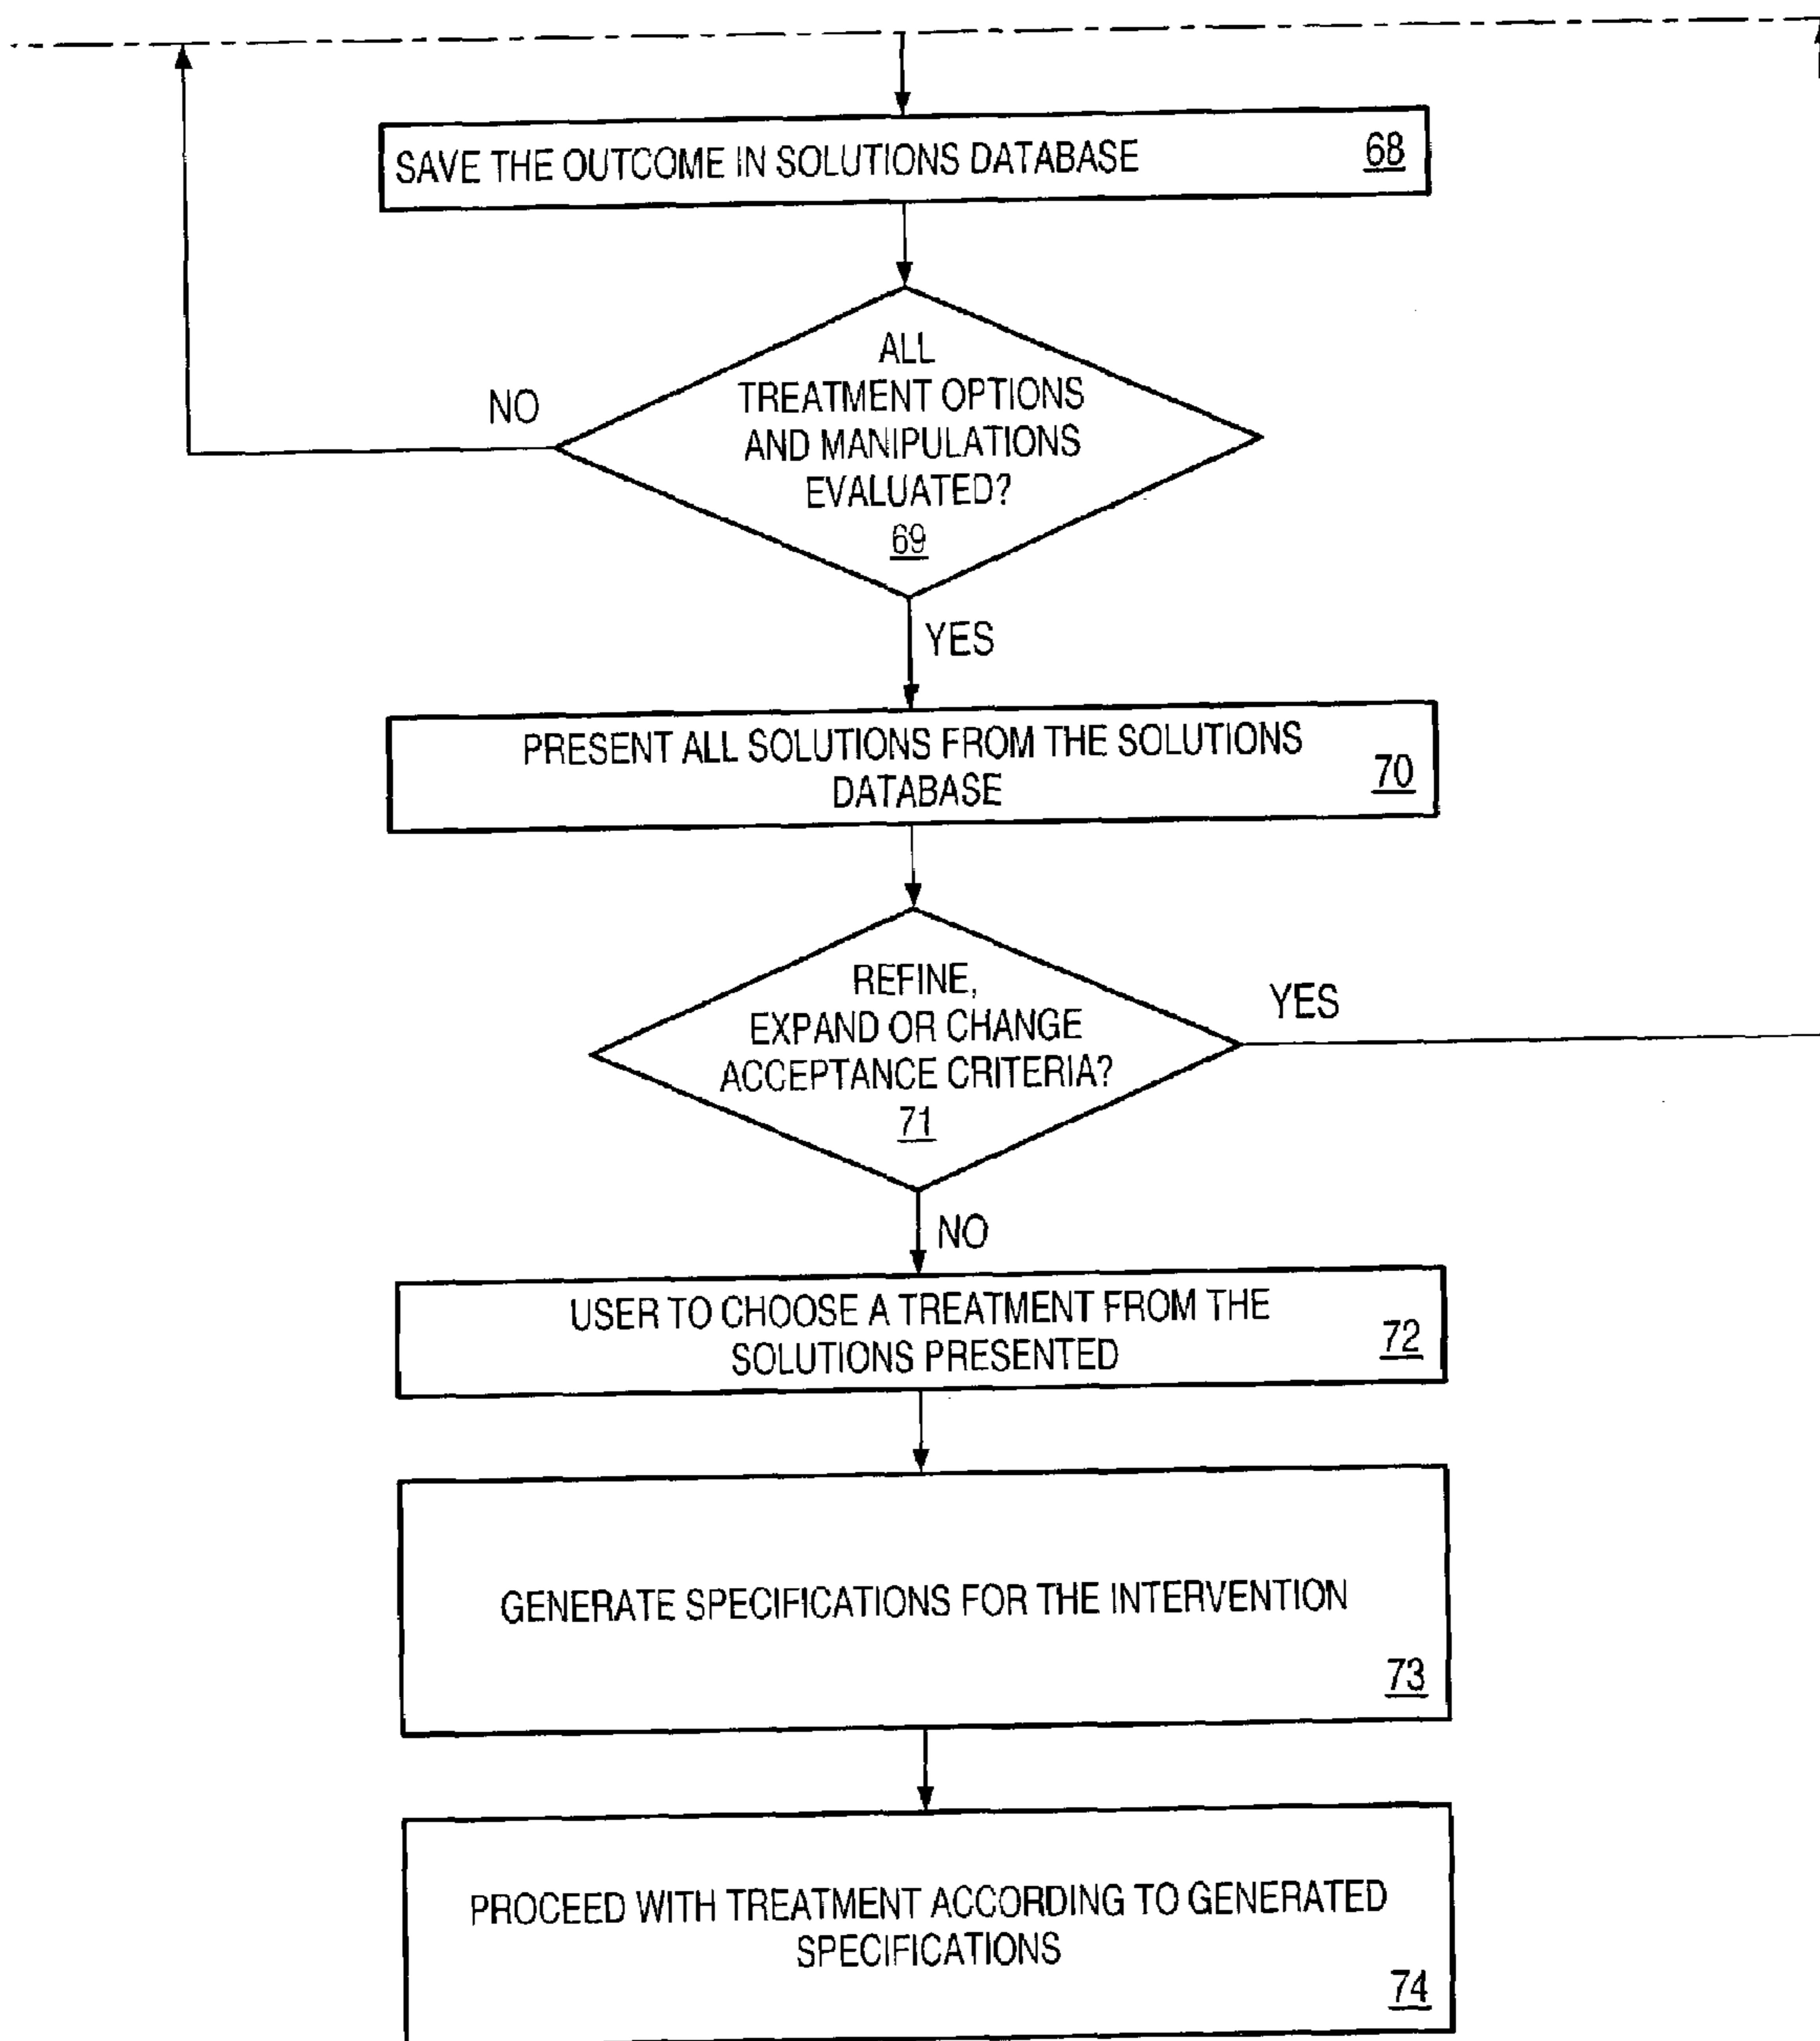 SAVE THE OUTCOME IN SOLUTIONS DATABASE 68
ALL
TREATMENT OPTIONS
AND MANIPULATIONS
EVALUATED?
69
NO
YES
PRESENT ALL SOLUTIONS FROM THE SOLUTIONS
DATABASE
70
REFINE,
EXPAND OR CHANGE
ACCEPTANCE CRITERIA?
71
YES
NO
USER TO CHOOSE A TREATMENT FROM THE
SOLUTIONS PRESENTED
72
GENERATE SPECIFICATIONS FOR THE INTERVENTION
73
PROCEED WITH TREATMENT ACCORDING TO GENERATED
SPECIFICATIONS
74